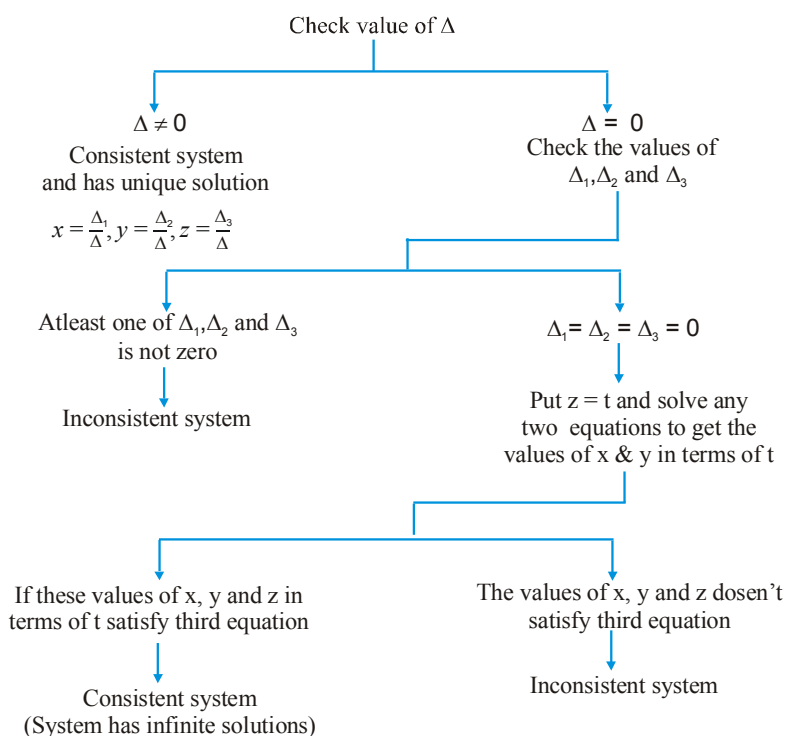 Check value of Δ
Δ ≠ 0
Consistent system
and has unique solution
x = Δ₁/Δ, y = Δ₂/Δ, z = Δ₃/Δ
Δ = 0
Check the values of
Δ₁,Δ₂ and Δ₃
Atleast one of Δ₁,Δ₂ and Δ₃
is not zero
Inconsistent system
Δ₁= Δ₂ = Δ₃ = 0
Put z = t and solve any
two equations to get the
values of x & y in terms of t
If these values of x, y and z in
terms of t satisfy third equation
Consistent system
(System has infinite solutions)
The values of x, y and z dosen't
satisfy third equation
Inconsistent system